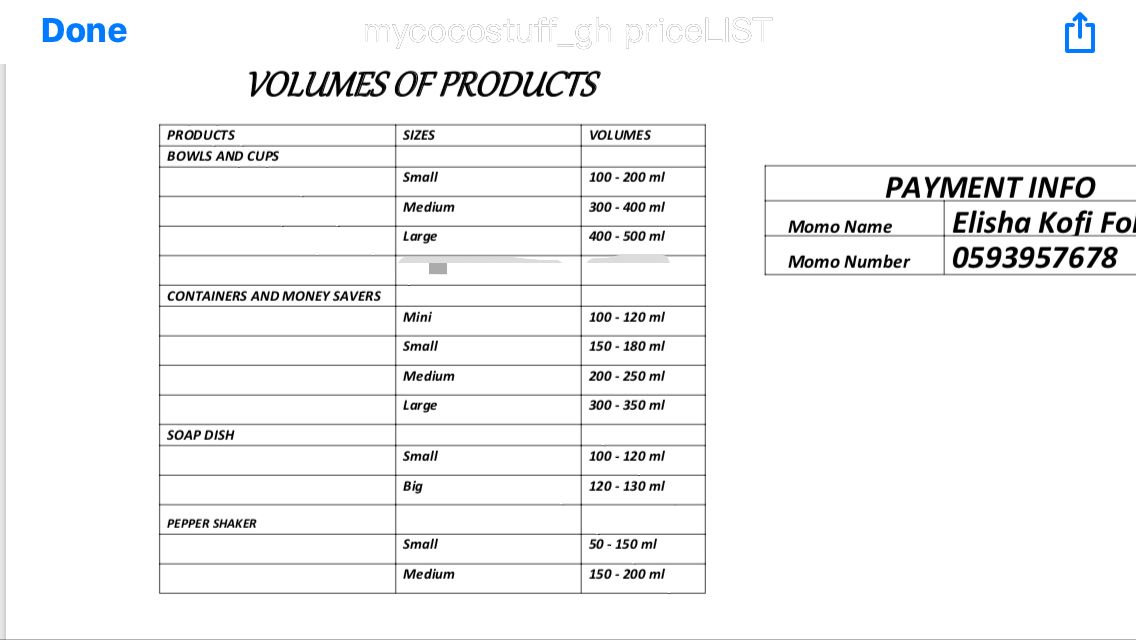 Done
mycocostuff_gh priceLIST
VOLUMES OF PRODUCTS
PRODUCTS SIZES VOLUMES
BOWLS AND CUPS
Small 100 - 200 ml
Medium 300 - 400 ml
Large 400 - 500 ml
CONTAINERS AND MONEY SAVERS
Mini 100 - 120 ml
Small 150 - 180 ml
Medium 200 - 250 ml
Large 300 - 350 ml
SOAP DISH
Small 100 - 120 ml
Big 120 - 130 ml
PEPPER SHAKER
Small 50 - 150 ml
Medium 150 - 200 ml
PAYMENT INFO
Momo Name Elisha Kofi
Momo Number 0593957678